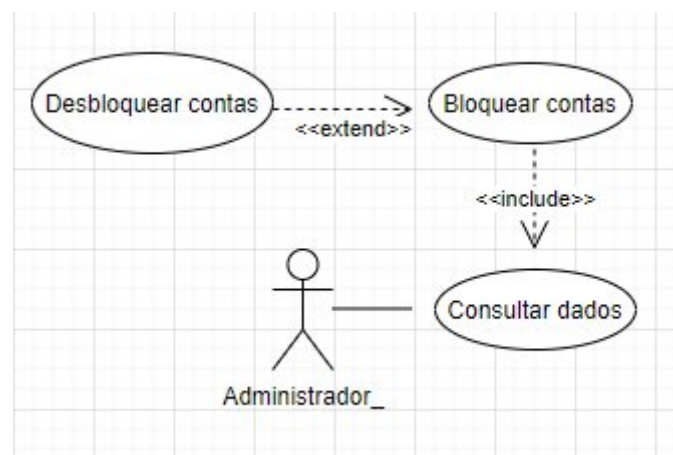 Desbloquear contas
<<extend>>
Bloquear contas
<<include>>
Consultar dados
Administrador_